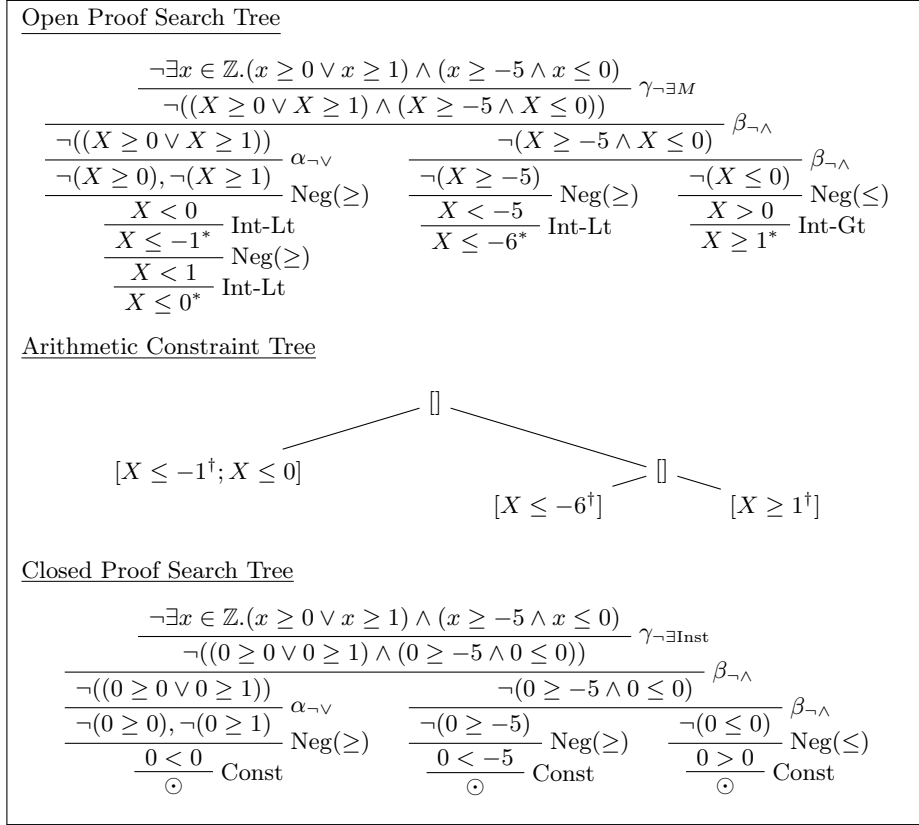 Open Proof Search Tree
¬∃x ∈ ℤ.(x ≥ 0 ∨ x ≥ 1) ∧ (x ≥ −5 ∧ x ≤ 0)
γ¬∃M
¬((X ≥ 0 ∨ X ≥ 1) ∧ (X ≥ −5 ∧ X ≤ 0))
β¬∧
¬((X ≥ 0 ∨ X ≥ 1)) α¬∨ ¬(X ≥ −5 ∧ X ≤ 0) β¬∧
¬(X ≥ 0), ¬(X ≥ 1) Neg(≥) ¬(X ≥ −5) Neg(≥) ¬(X ≤ 0) Neg(≤)
X < 0 Int-Lt X < −5 Int-Lt X > 0 Int-Gt
X ≤ −1* Neg(≥) X ≤ −6* X ≥ 1*
X < 1 Int-Lt
X ≤ 0*
Arithmetic Constraint Tree
[]
[X ≤ −1†; X ≤ 0] []
[X ≤ −6†] [X ≥ 1†]
Closed Proof Search Tree
¬∃x ∈ ℤ.(x ≥ 0 ∨ x ≥ 1) ∧ (x ≥ −5 ∧ x ≤ 0)
γ¬∃Inst
¬((0 ≥ 0 ∨ 0 ≥ 1) ∧ (0 ≥ −5 ∧ 0 ≤ 0))
β¬∧
¬((0 ≥ 0 ∨ 0 ≥ 1)) α¬∨ ¬(0 ≥ −5 ∧ 0 ≤ 0) β¬∧
¬(0 ≥ 0), ¬(0 ≥ 1) Neg(≥) ¬(0 ≥ −5) Neg(≥) ¬(0 ≤ 0) Neg(≤)
0 < 0 Const 0 < −5 Const 0 > 0 Const
⊙ ⊙ ⊙